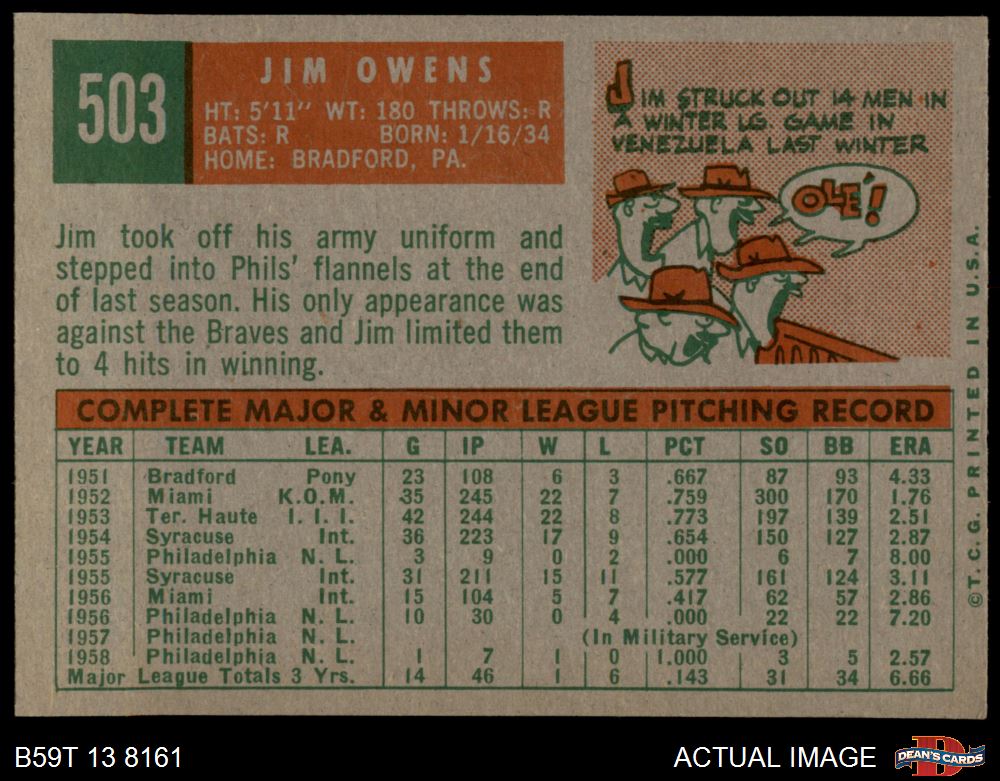 503
JIM OWENS
HT: 5'11" WT: 180 THROWS: R
BATS: R BORN: 1/16/34
HOME: BRADFORD, PA.
JIM STRUCK OUT 14 MEN IN
A WINTER LG. GAME IN
VENEZUELA LAST WINTER
OLÉ!
Jim took off his army uniform and
stepped into Phils' flannels at the end
of last season. His only appearance was
against the Braves and Jim limited them
to 4 hits in winning.
COMPLETE MAJOR & MINOR LEAGUE PITCHING RECORD
YEAR TEAM LEA. G IP W L PCT SO BB ERA
1951 Bradford Pony 23 108 6 3 .667 87 93 4.33
1952 Miami K.O.M. 35 245 22 7 .759 300 170 1.76
1953 Ter. Haute I. I. I. 42 244 22 8 .773 197 139 2.51
1954 Syracuse Int. 36 223 17 9 .654 150 127 2.87
1955 Philadelphia N. L. 3 9 0 2 .000 6 7 8.00
1955 Syracuse Int. 31 211 15 11 .577 161 124 3.11
1956 Miami Int. 15 104 5 7 .417 62 57 2.86
1956 Philadelphia N. L. 10 30 0 4 .000 22 22 7.20
1957 Philadelphia N. L. (In Military Service)
1958 Philadelphia N. L. 1 7 1 0 1.000 3 5 2.57
Major League Totals 3 Yrs. 14 46 1 6 .143 31 34 6.66
©T. C. G. PRINTED IN U.S.A.
B59T 13 8161
ACTUAL IMAGE
D
DEAN'S CARDS